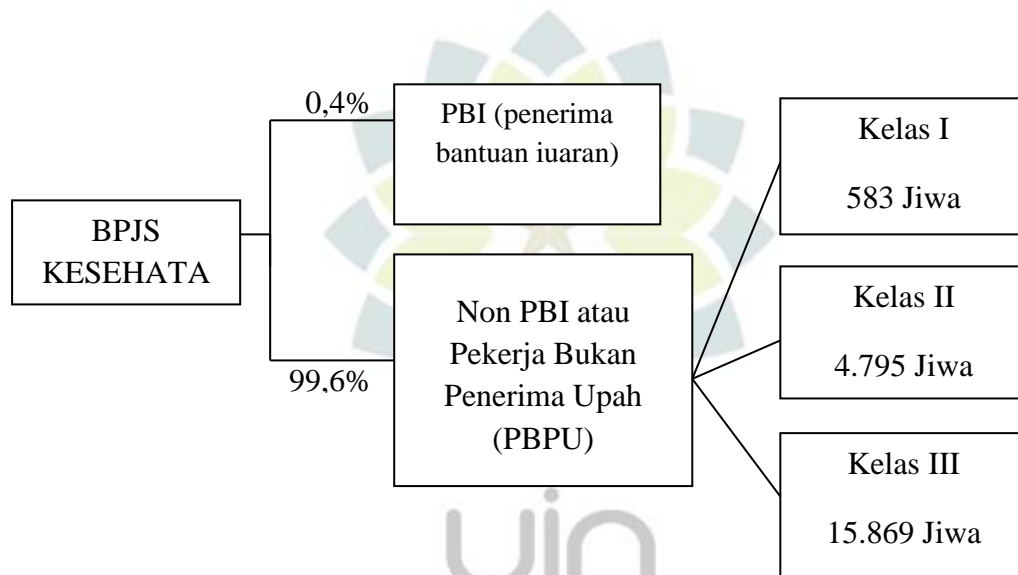 BPJS
KESEHATA
0,4%
PBI (penerima
bantuan iuaran)
99,6%
Non PBI atau
Pekerja Bukan
Penerima Upah
(PBPU)
Kelas I
583 Jiwa
Kelas II
4.795 Jiwa
Kelas III
15.869 Jiwa
uin